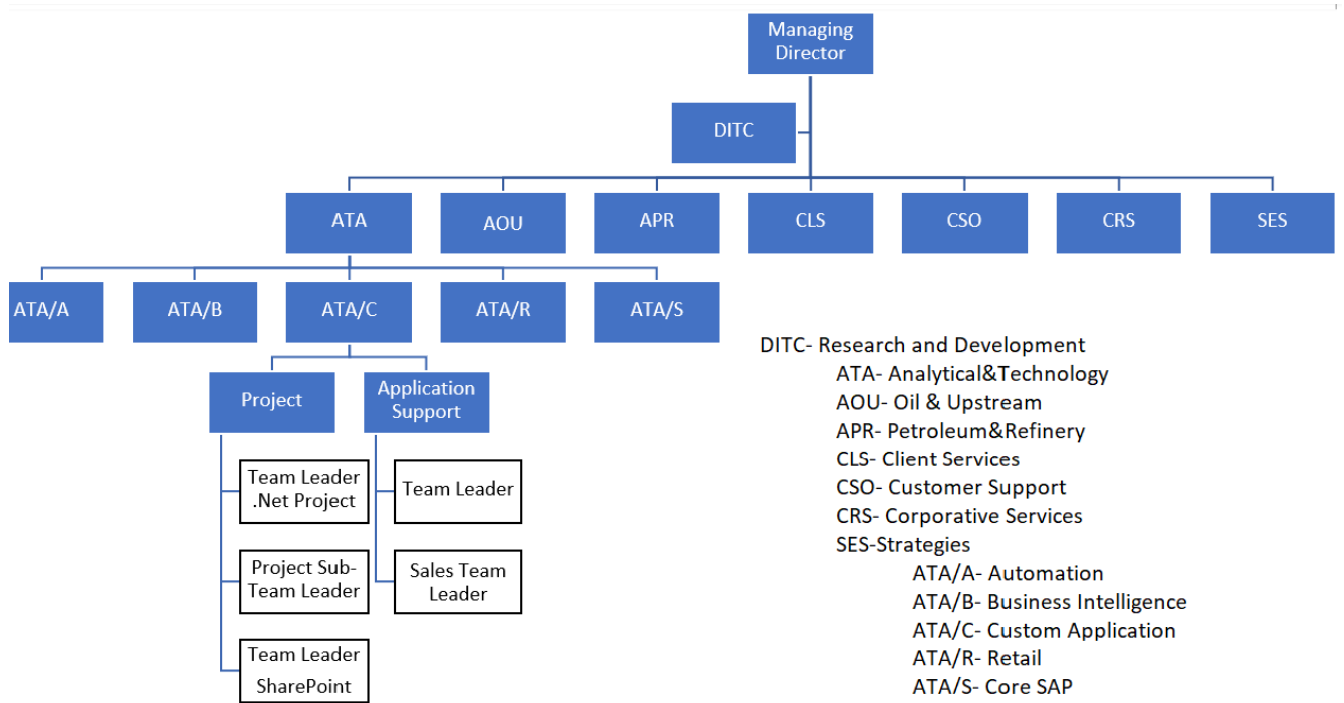 Managing
Director
DITC
ATA
AOU
APR
CLS
CSO
CRS
SES
ATA/A
ATA/B
ATA/C
ATA/R
ATA/S
Project
Application
Support
Team Leader
.Net Project
Project Sub-
Team Leader
Team Leader
SharePoint
Team Leader
Sales Team
Leader
DITC- Research and Development
ATA- Analytical&Technology
AOU- Oil & Upstream
APR- Petroleum&Refinery
CLS- Client Services
CSO- Customer Support
CRS- Corporative Services
SES-Strategies
ATA/A- Automation
ATA/B- Business Intelligence
ATA/C- Custom Application
ATA/R- Retail
ATA/S- Core SAP